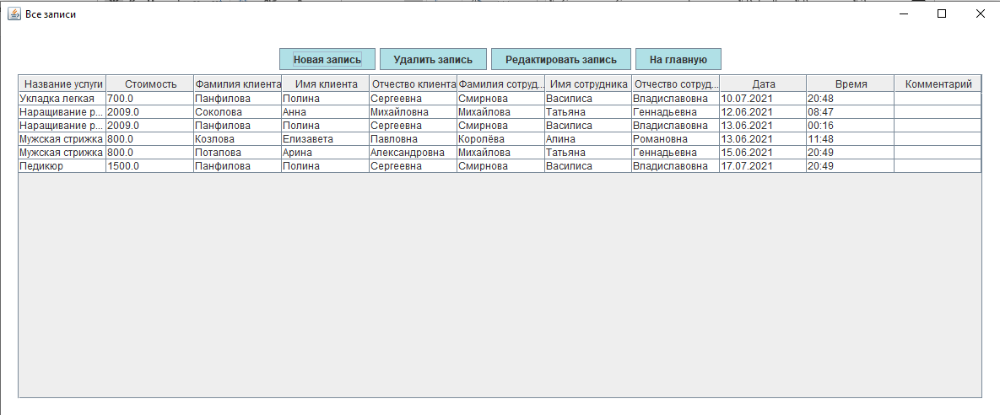 Все записи
Новая запись Удалить запись Редактировать запись На главную
Название услуги Стоимость Фамилия клиента Имя клиента Отчество клиента Фамилия сотруд... Имя сотрудника Отчество сотруд... Дата Время Комментарий
Укладка легкая 700.0 Панфилова Полина Сергеевна Смирнова Василиса Владиславовна 10.07.2021 20:48
Наращивание р... 2009.0 Соколова Анна Михайловна Михайлова Татьяна Геннадьевна 12.06.2021 08:47
Наращивание р... 2009.0 Панфилова Полина Сергеевна Смирнова Василиса Владиславовна 13.06.2021 00:16
Мужская стрижка 800.0 Козлова Елизавета Павловна Королёва Алина Романовна 13.06.2021 11:48
Мужская стрижка 800.0 Потапова Арина Александровна Михайлова Татьяна Геннадьевна 15.06.2021 20:49
Педикюр 1500.0 Панфилова Полина Сергеевна Смирнова Василиса Владиславовна 17.07.2021 20:49